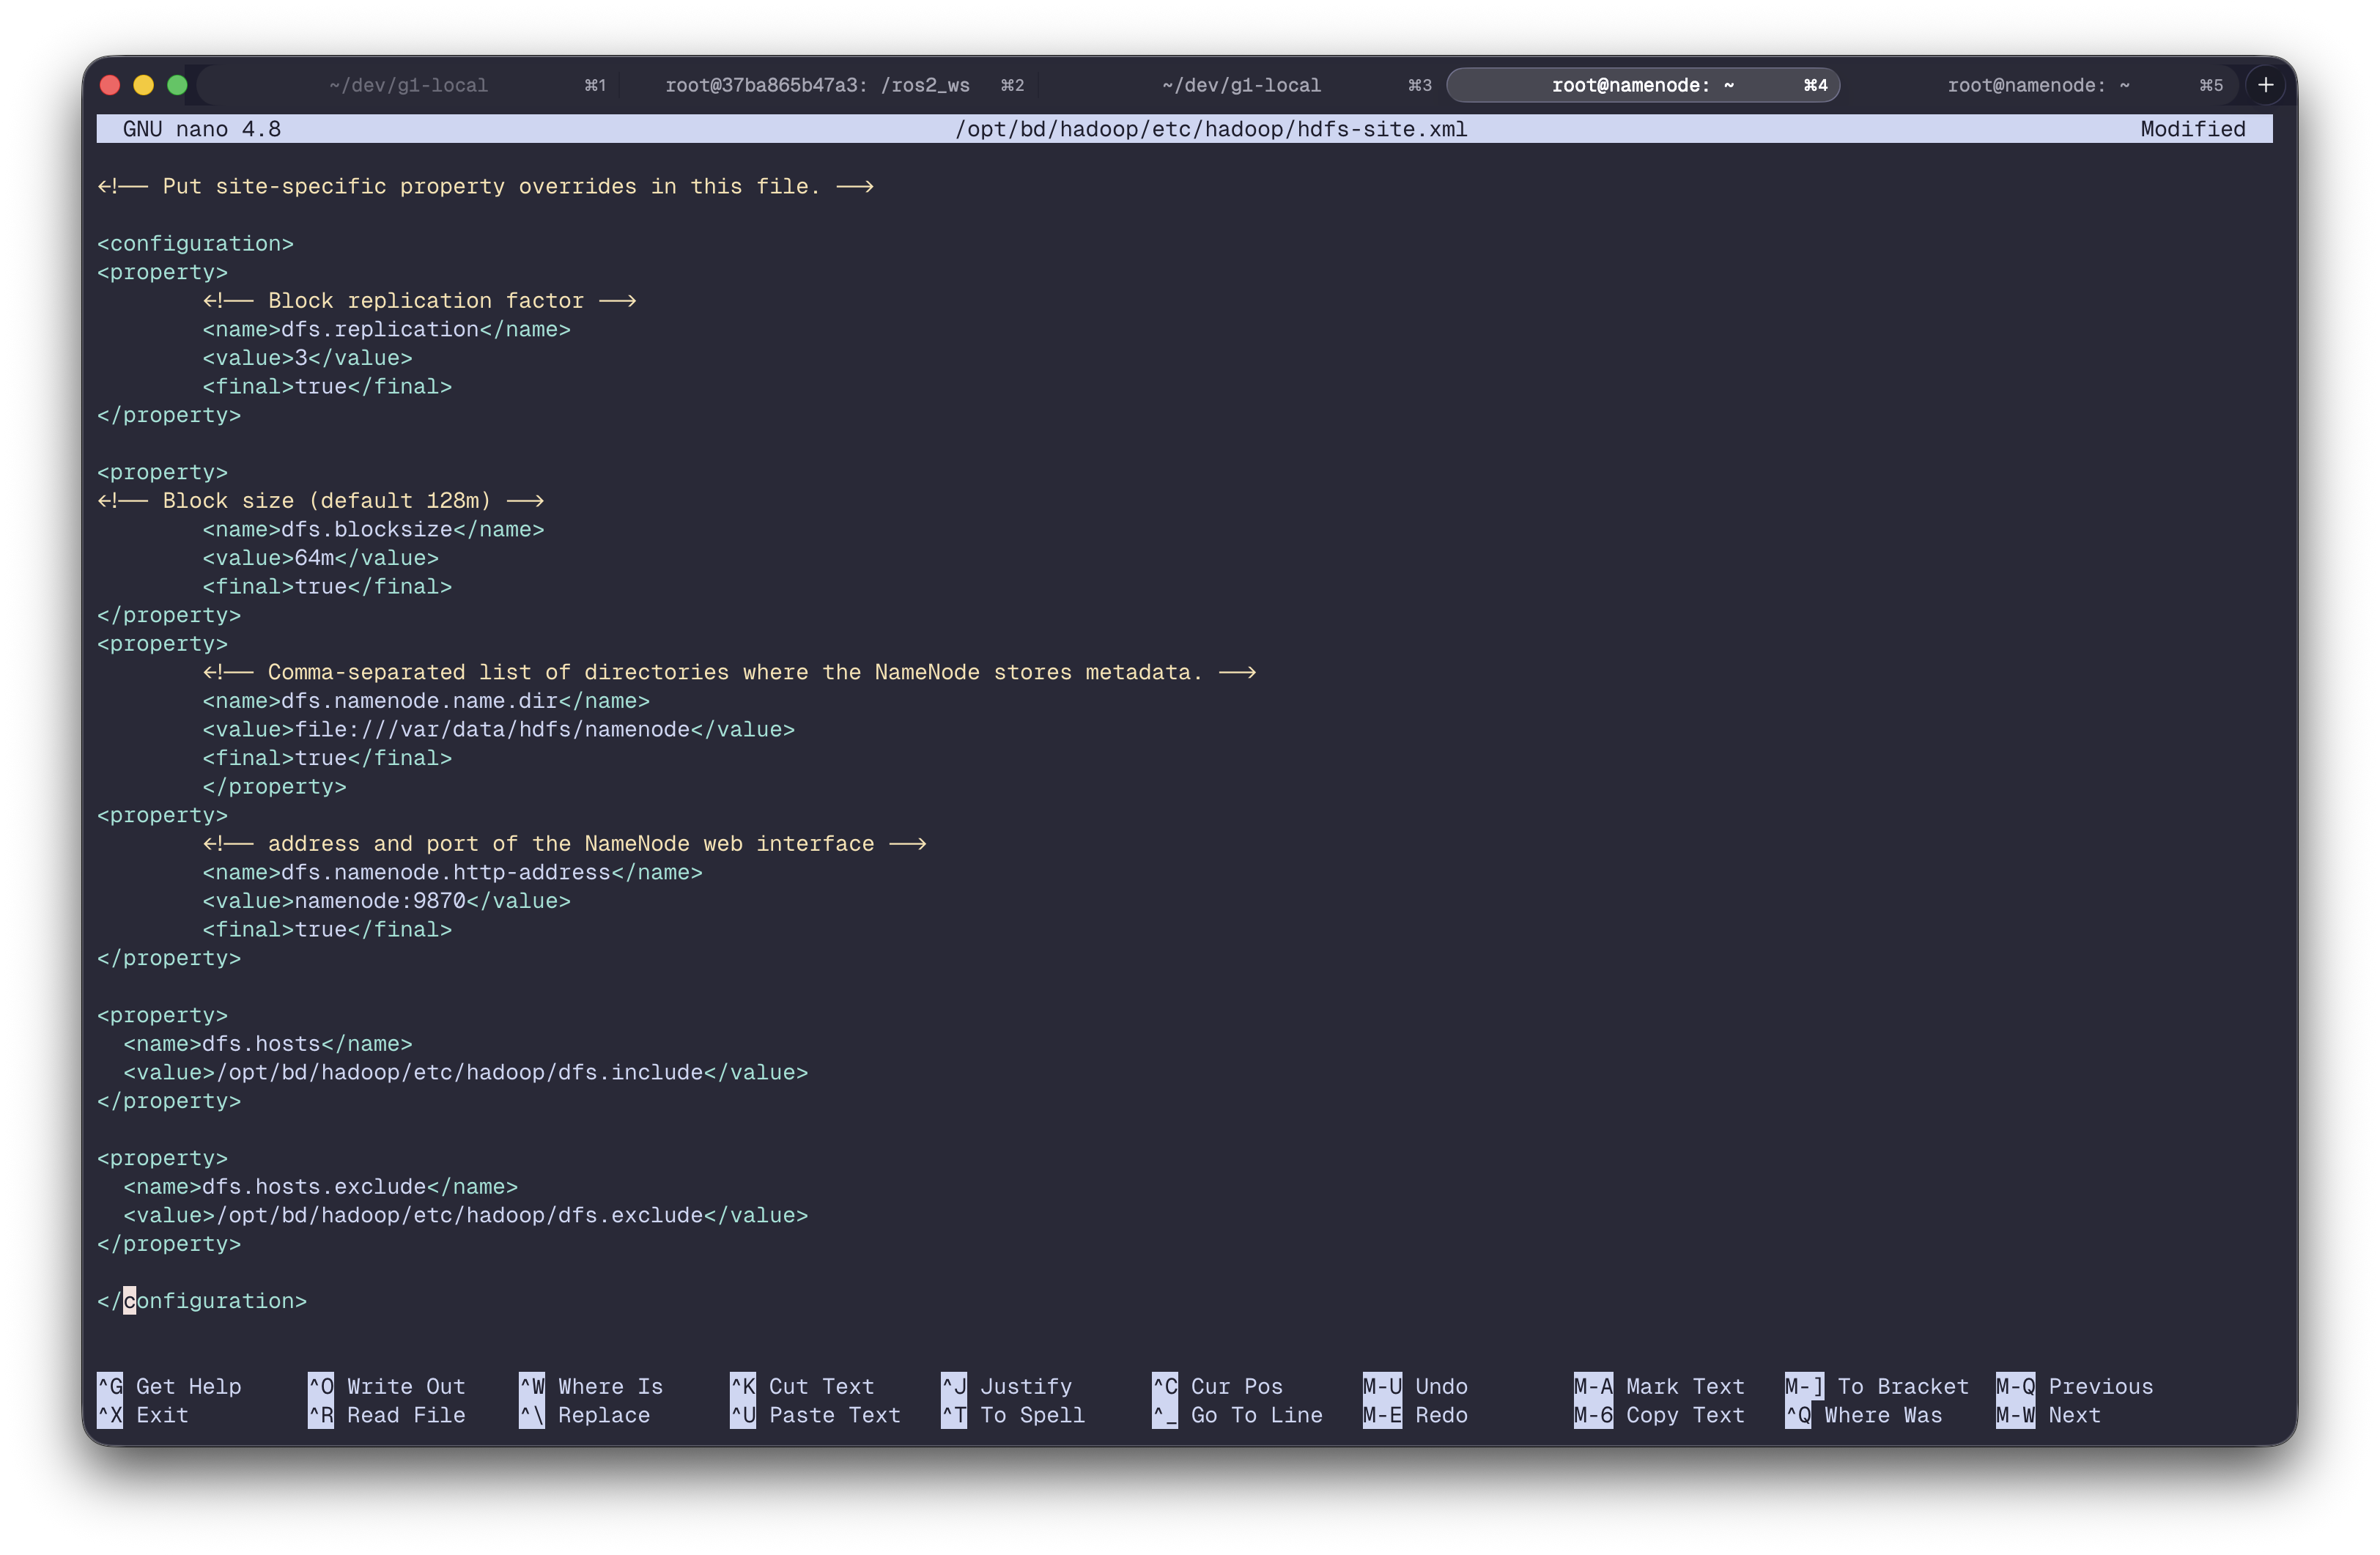 ~/dev/g1-local ⌘1 root@37ba865b47a3: /ros2_ws ⌘2 ~/dev/g1-local ⌘3 root@namenode: ~ ⌘4 root@namenode: ~ ⌘5 +
GNU nano 4.8 /opt/bd/hadoop/etc/hadoop/hdfs-site.xml Modified
<!-- Put site-specific property overrides in this file. -->
<configuration>
<property>
<!-- Block replication factor -->
<name>dfs.replication</name>
<value>3</value>
<final>true</final>
</property>
<property>
<!-- Block size (default 128m) -->
<name>dfs.blocksize</name>
<value>64m</value>
<final>true</final>
</property>
<property>
<!-- Comma-separated list of directories where the NameNode stores metadata. -->
<name>dfs.namenode.name.dir</name>
<value>file:///var/data/hdfs/namenode</value>
<final>true</final>
</property>
<property>
<!-- address and port of the NameNode web interface -->
<name>dfs.namenode.http-address</name>
<value>namenode:9870</value>
<final>true</final>
</property>
<property>
<name>dfs.hosts</name>
<value>/opt/bd/hadoop/etc/hadoop/dfs.include</value>
</property>
<property>
<name>dfs.hosts.exclude</name>
<value>/opt/bd/hadoop/etc/hadoop/dfs.exclude</value>
</property>
</configuration>
^G Get Help ^O Write Out ^W Where Is ^K Cut Text ^J Justify ^C Cur Pos M-U Undo M-A Mark Text M-] To Bracket M-Q Previous
^X Exit ^R Read File ^\ Replace ^U Paste Text ^T To Spell ^_ Go To Line M-E Redo M-6 Copy Text ^Q Where Was M-W Next